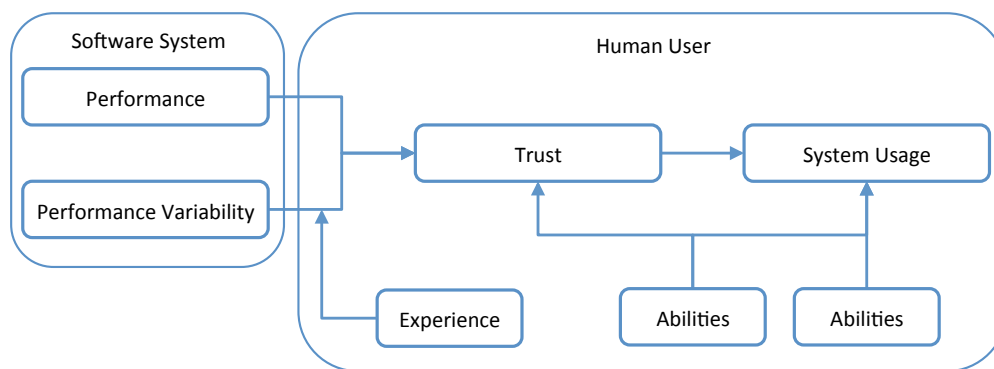 Software System
Human User
Performance
Trust
System Usage
Performance Variability
Experience
Abilities
Abilities